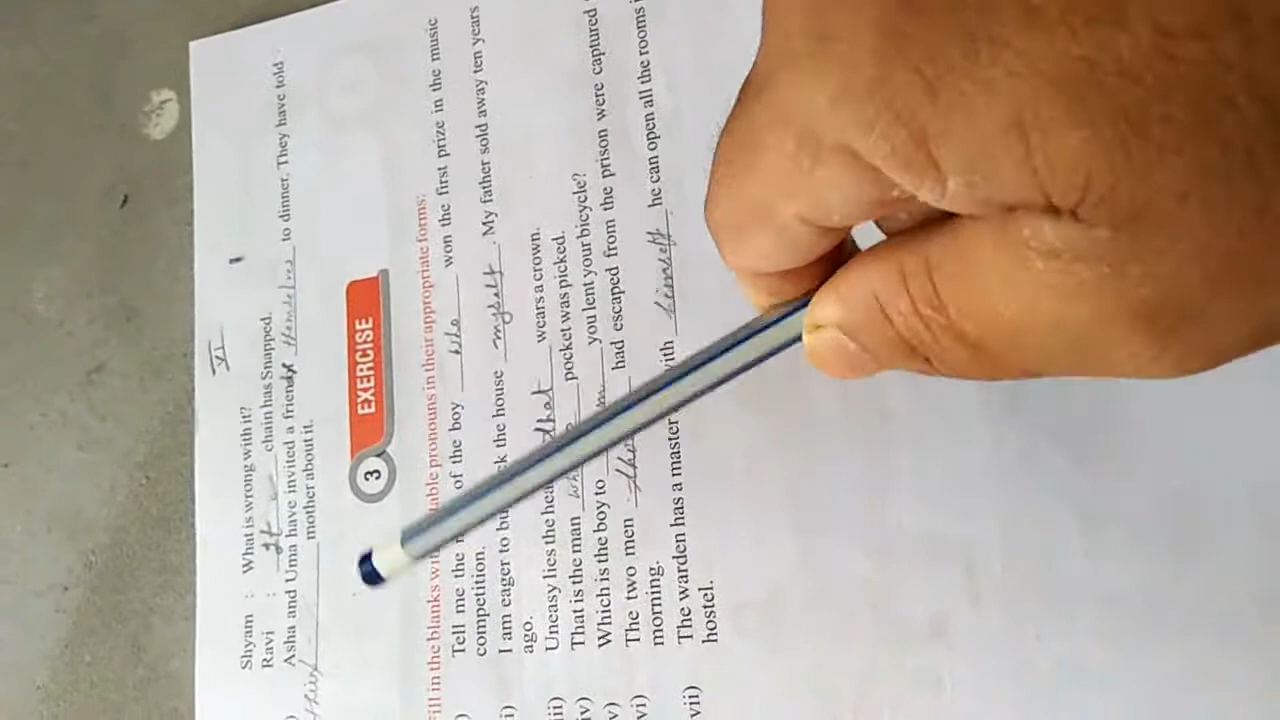 VI
Shyam : What is wrong with it?
Ravi : It chain has Snapped.
) Asha and Uma have invited a friend themselves to dinner. They have told
their mother about it.
3 EXERCISE
Fill in the blanks with suitable pronouns in their appropriate forms:
) Tell me the of the boy who won the first prize in the music
competition.
i) I am eager to buy the house myself. My father sold away ten years
ago.
ii) Uneasy lies the that wears a crown.
iv) That is the man pocket was picked.
v) Which is the boy to you lent your bicycle?
vi) The two men had escaped from the prison were captured
morning.
vii) The warden has a master with himself he can open all the rooms
hostel.